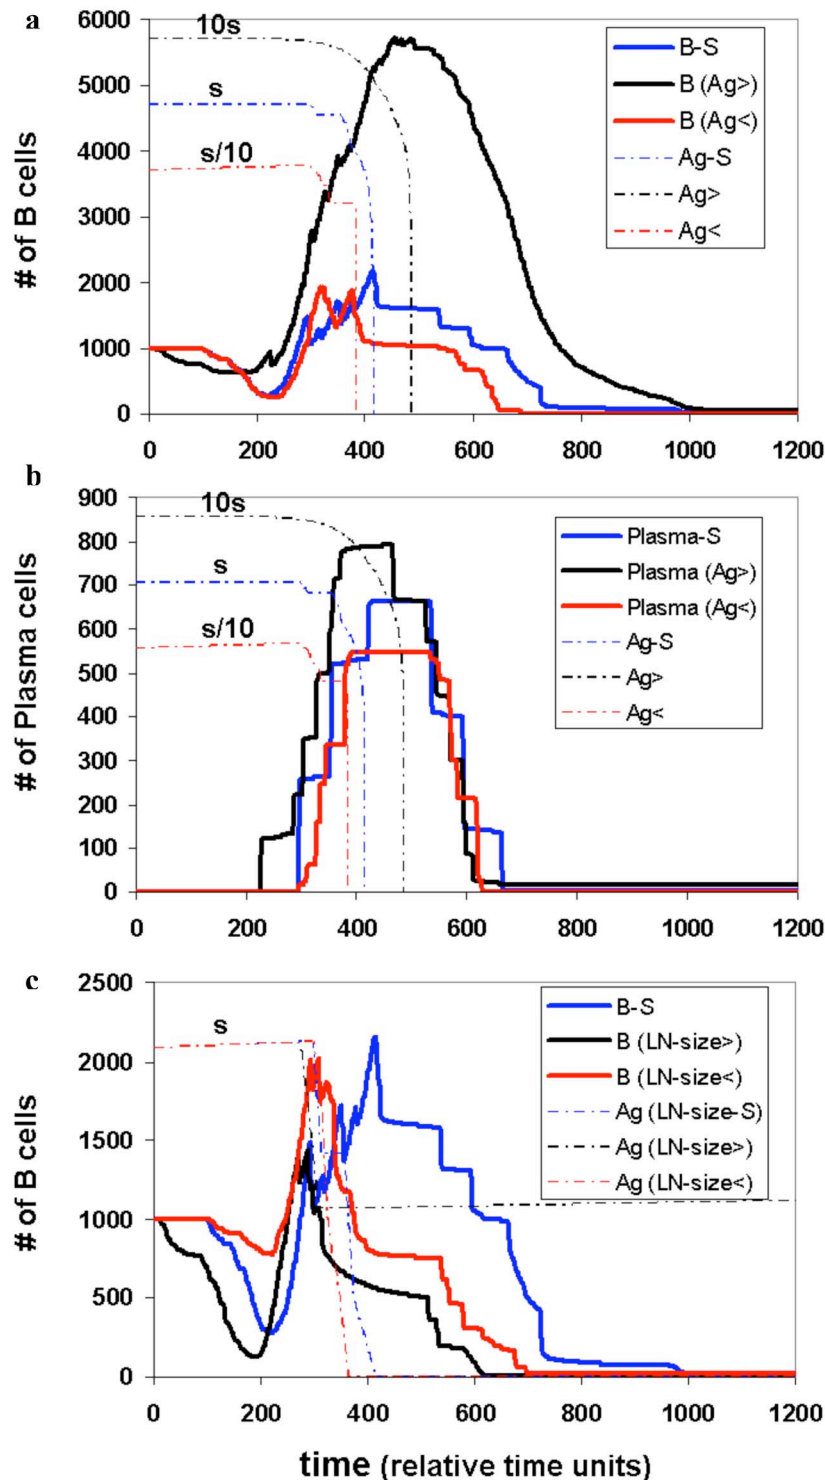 a
# of B cells
6000
5000
4000
3000
2000
1000
0
10s
s
s/10
B-S
B (Ag>)
B (Ag<)
Ag-S
Ag>
Ag<
0 200 400 600 800 1000 1200
b
# of Plasma cells
900
800
700
600
500
400
300
200
100
0
10s
s
s/10
Plasma-S
Plasma (Ag>)
Plasma (Ag<)
Ag-S
Ag>
Ag<
0 200 400 600 800 1000 1200
c
# of B cells
2500
2000
1500
1000
500
0
s
B-S
B (LN-size>)
B (LN-size<)
Ag (LN-size-S)
Ag (LN-size>)
Ag (LN-size<)
0 200 400 600 800 1000 1200
time (relative time units)